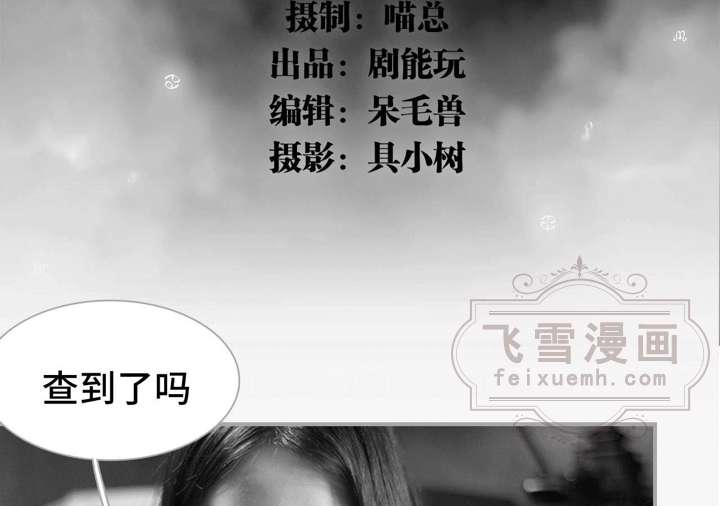 摄制：喵总
出品：剧能玩
编辑：呆毛兽
摄影：具小树
飞雪漫画
feixuemh.com
查到了吗